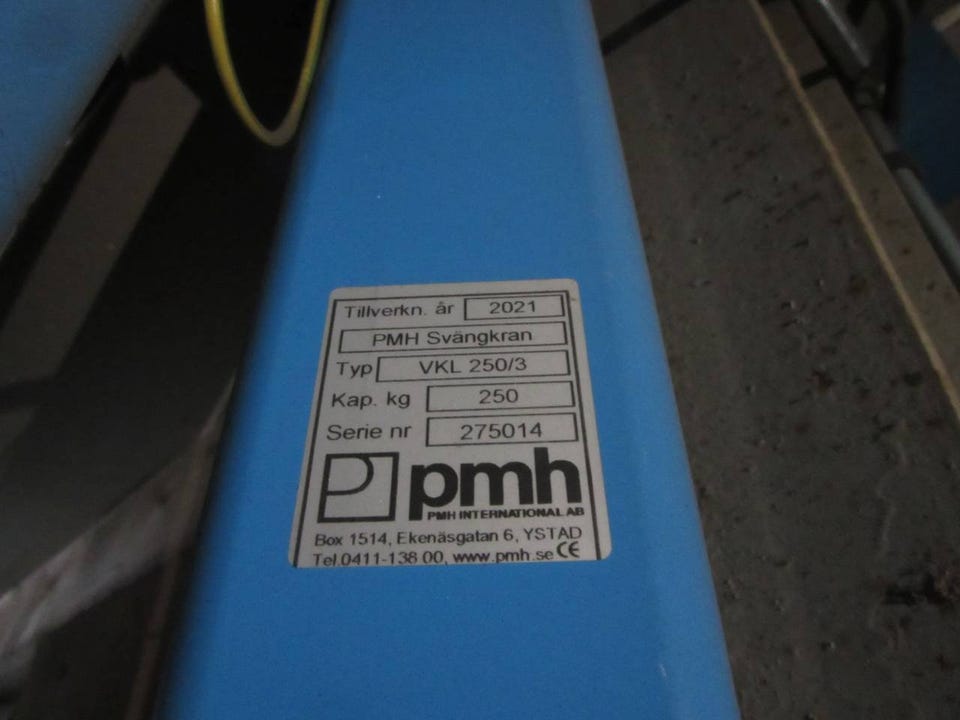 Tillverkn. år 2021
PMH Svängkran
Typ VKL 250/3
Kap. kg 250
Serie nr 275014
pmh
PMH INTERNATIONAL AB
Box 1514, Ekenäsgatan 6, YSTAD
Tel.0411-138 00, www.pmh.se CE